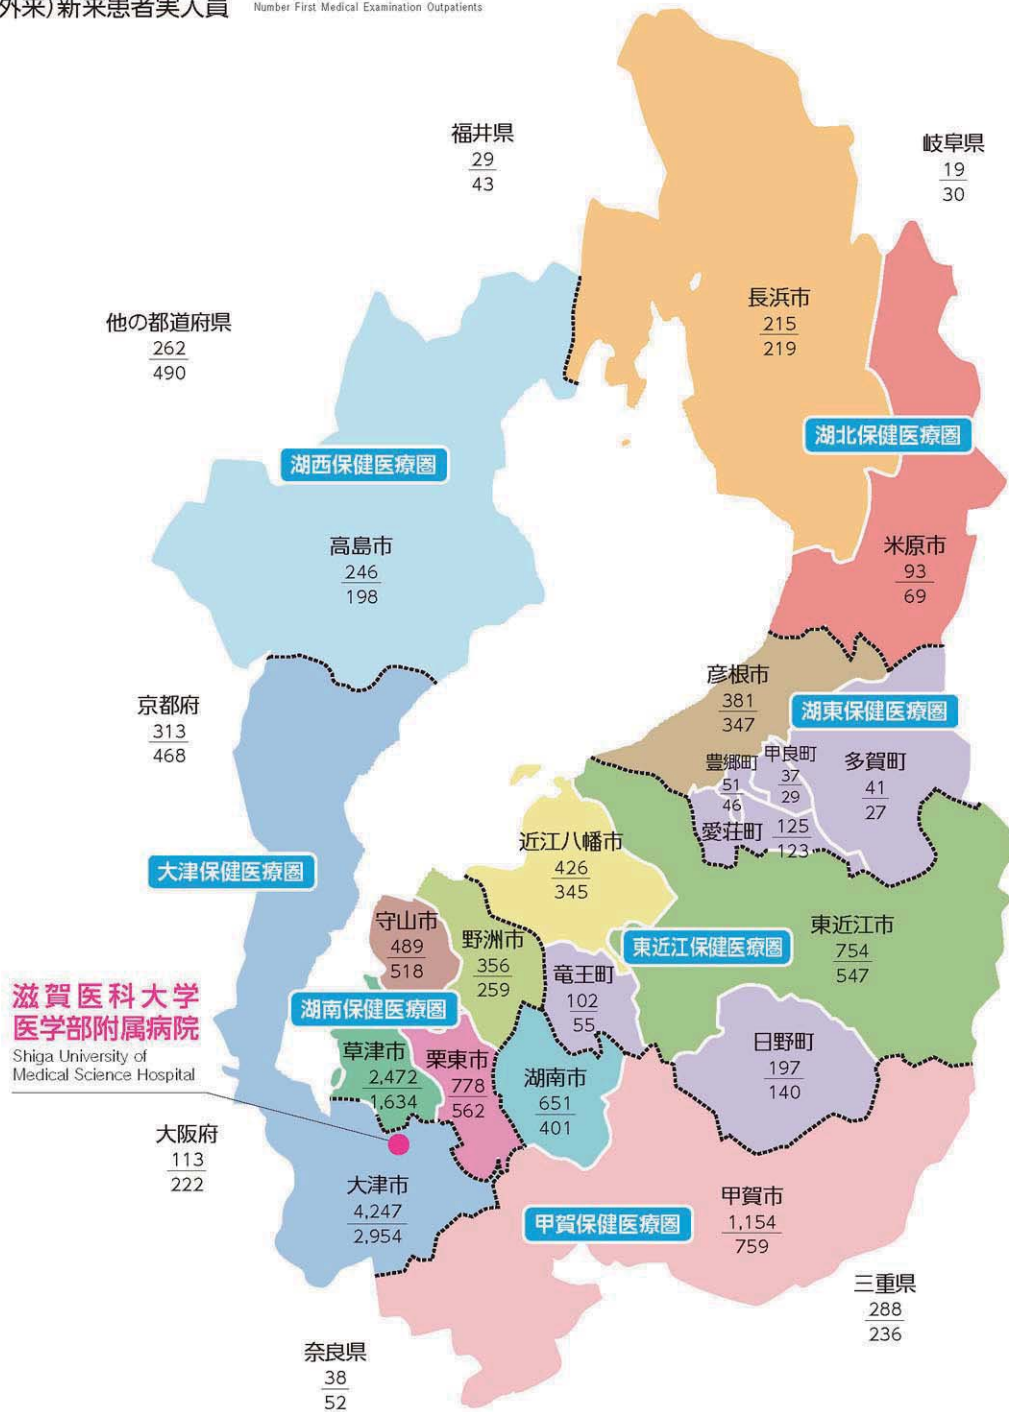 外来）新来患者実人員 Number First Medical Examination Outpatients
福井県
29
43
岐阜県
19
30
長浜市
215
219
他の都道府県
262
490
湖北保健医療圏
湖西保健医療圏
高島市
246
198
米原市
93
69
彦根市
381
347
湖東保健医療圏
京都府
313
468
豊郷町
51
46
甲良町
37
29
多賀町
41
27
愛荘町
125
123
近江八幡市
426
345
大津保健医療圏
守山市
489
518
野洲市
356
259
東近江保健医療圏
東近江市
754
547
竜王町
102
55
滋賀医科大学
医学部附属病院
Shiga University of
Medical Science Hospital
湖南保健医療圏
草津市
2,472
1,634
栗東市
778
562
湖南市
651
401
日野町
197
140
大阪府
113
222
大津市
4,247
2,954
甲賀保健医療圏
甲賀市
1,154
759
三重県
288
236
奈良県
38
52